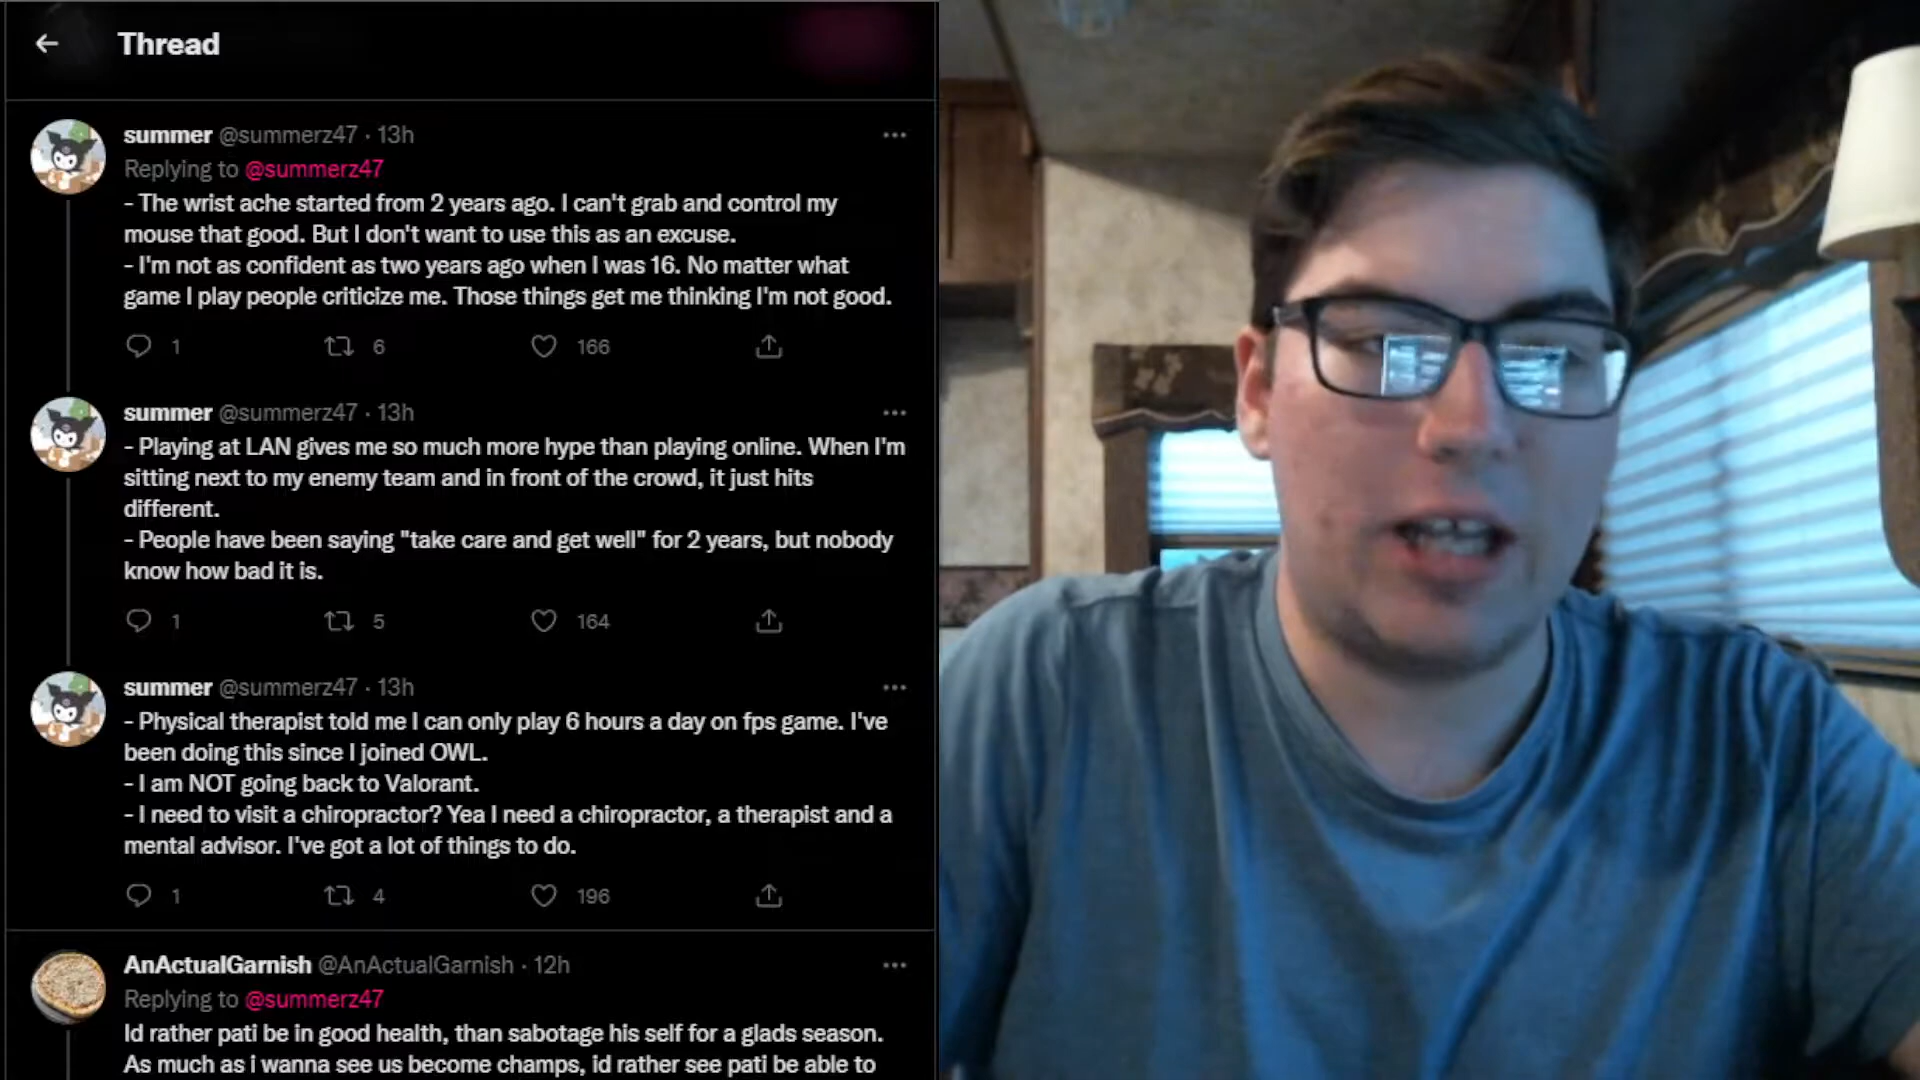 Thread
summer @summerz47 · 13h
Replying to @summerz47
- The wrist ache started from 2 years ago. I can't grab and control my
mouse that good. But I don't want to use this as an excuse.
- I'm not as confident as two years ago when I was 16. No matter what
game I play people criticize me. Those things get me thinking I'm not good.
1 6 166
summer @summerz47 · 13h
- Playing at LAN gives me so much more hype than playing online. When I'm
sitting next to my enemy team and in front of the crowd, it just hits
different.
- People have been saying "take care and get well" for 2 years, but nobody
know how bad it is.
1 5 164
summer @summerz47 · 13h
- Physical therapist told me I can only play 6 hours a day on fps game. I've
been doing this since I joined OWL.
- I am NOT going back to Valorant.
- I need to visit a chiropractor? Yea I need a chiropractor, a therapist and a
mental advisor. I've got a lot of things to do.
1 4 196
AnActualGarnish @AnActualGarnish · 12h
Replying to @summerz47
Id rather pati be in good health, than sabotage his self for a glads season.
As much as i wanna see us become champs, id rather see pati be able to